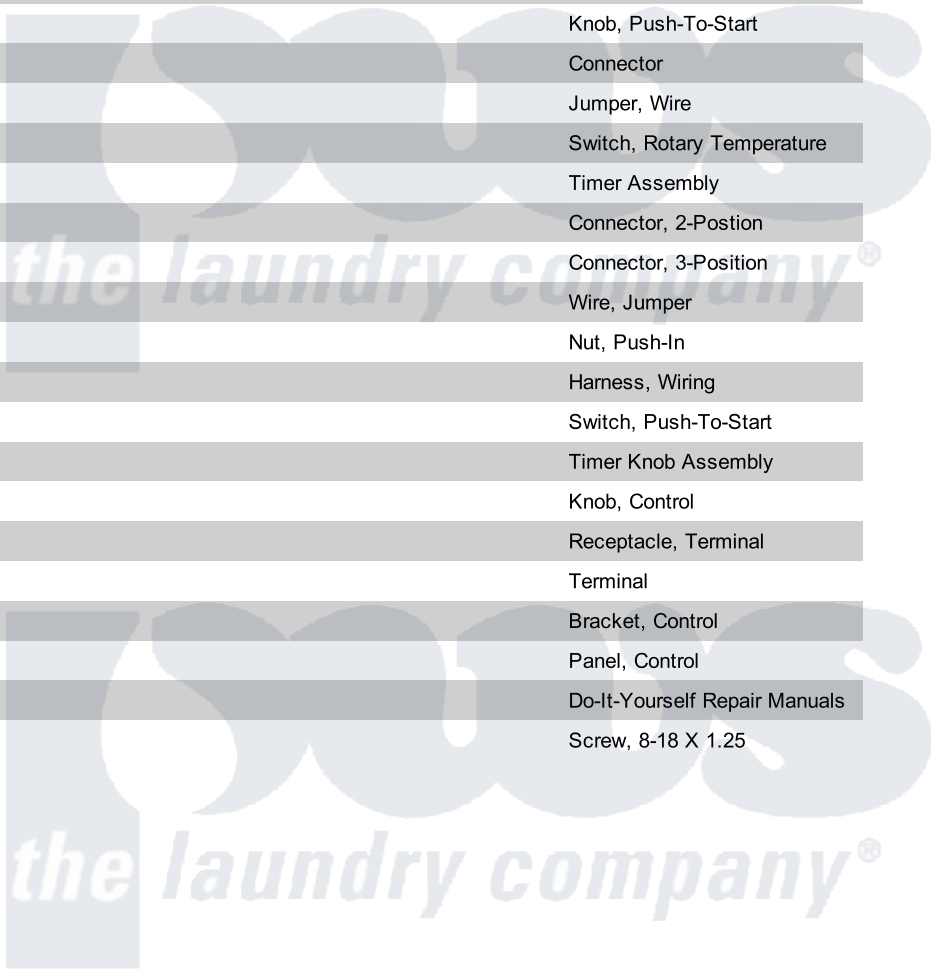 Knob, Push-To-Start
Connector
Jumper, Wire
Switch, Rotary Temperature
Timer Assembly
Connector, 2-Postion
the laundry company®
Connector, 3-Position
Wire, Jumper
Nut, Push-In
Harness, Wiring
Switch, Push-To-Start
Timer Knob Assembly
Knob, Control
Receptacle, Terminal
Terminal
Bracket, Control
Panel, Control
Do-It-Yourself Repair Manuals
Screw, 8-18 X 1.25
pws
the laundry company®